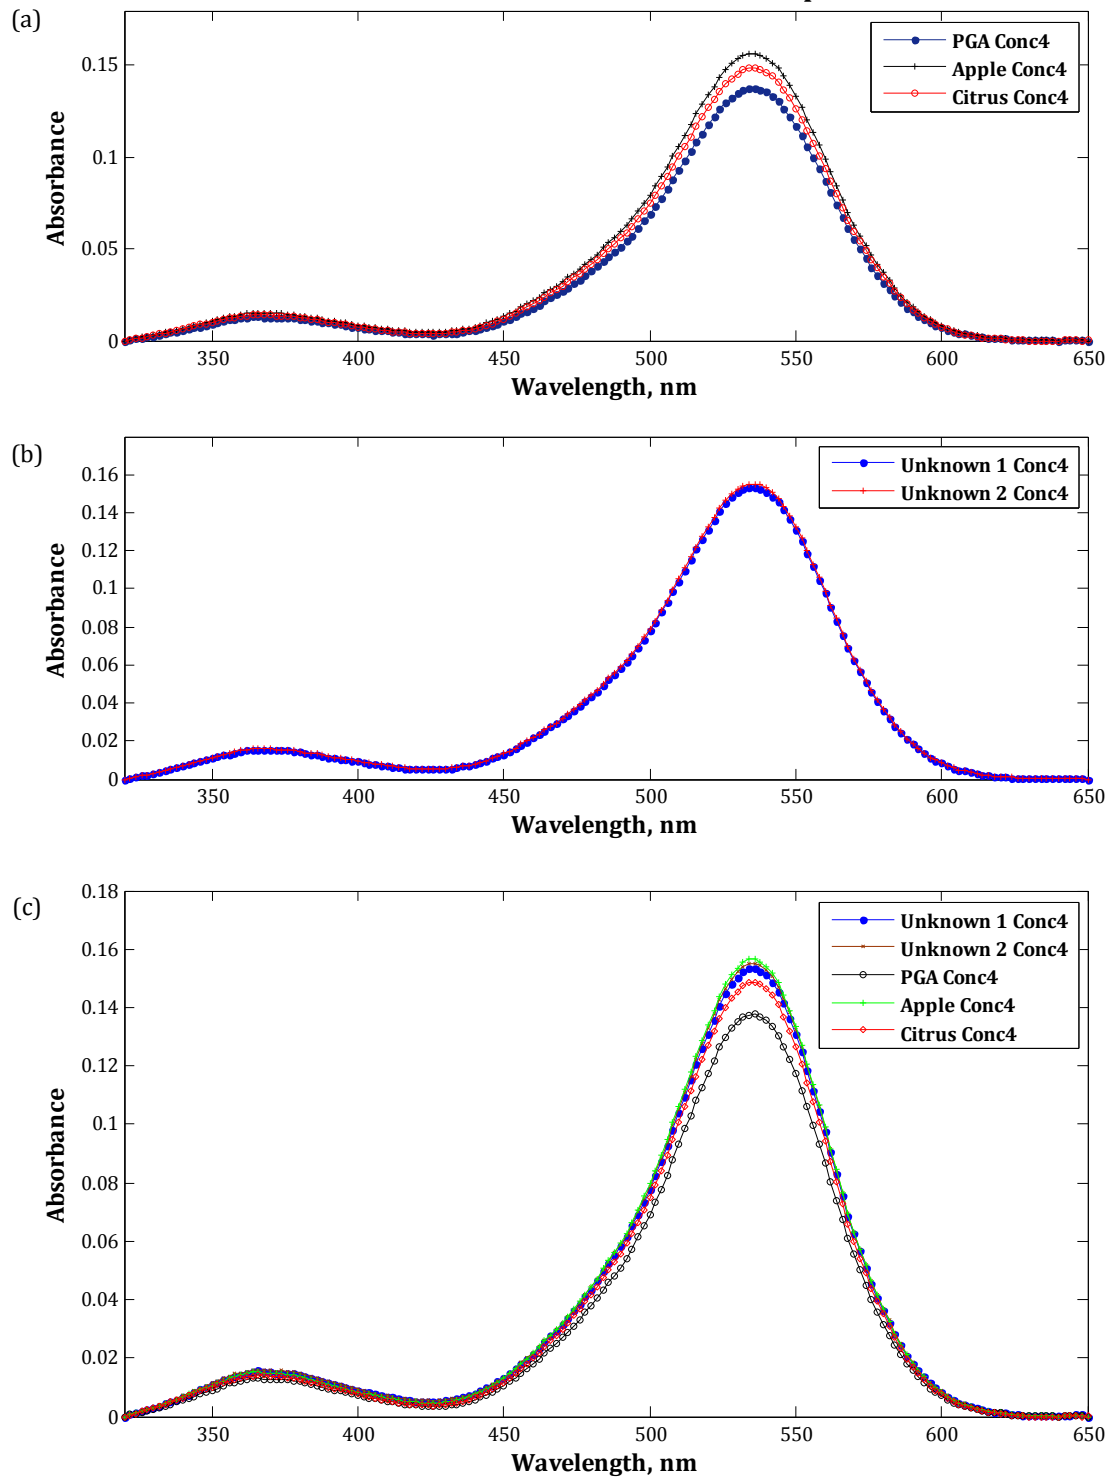 (a)
PGA Conc4
Apple Conc4
Citrus Conc4
0.15
0.1
0.05
0
Absorbance
350 400 450 500 550 600 650
Wavelength, nm
(b)
Unknown 1 Conc4
Unknown 2 Conc4
0.16
0.14
0.12
0.1
0.08
0.06
0.04
0.02
0
Absorbance
350 400 450 500 550 600 650
Wavelength, nm
(c)
Unknown 1 Conc4
Unknown 2 Conc4
PGA Conc4
Apple Conc4
Citrus Conc4
0.18
0.16
0.14
0.12
0.1
0.08
0.06
0.04
0.02
0
Absorbance
350 400 450 500 550 600 650
Wavelength, nm